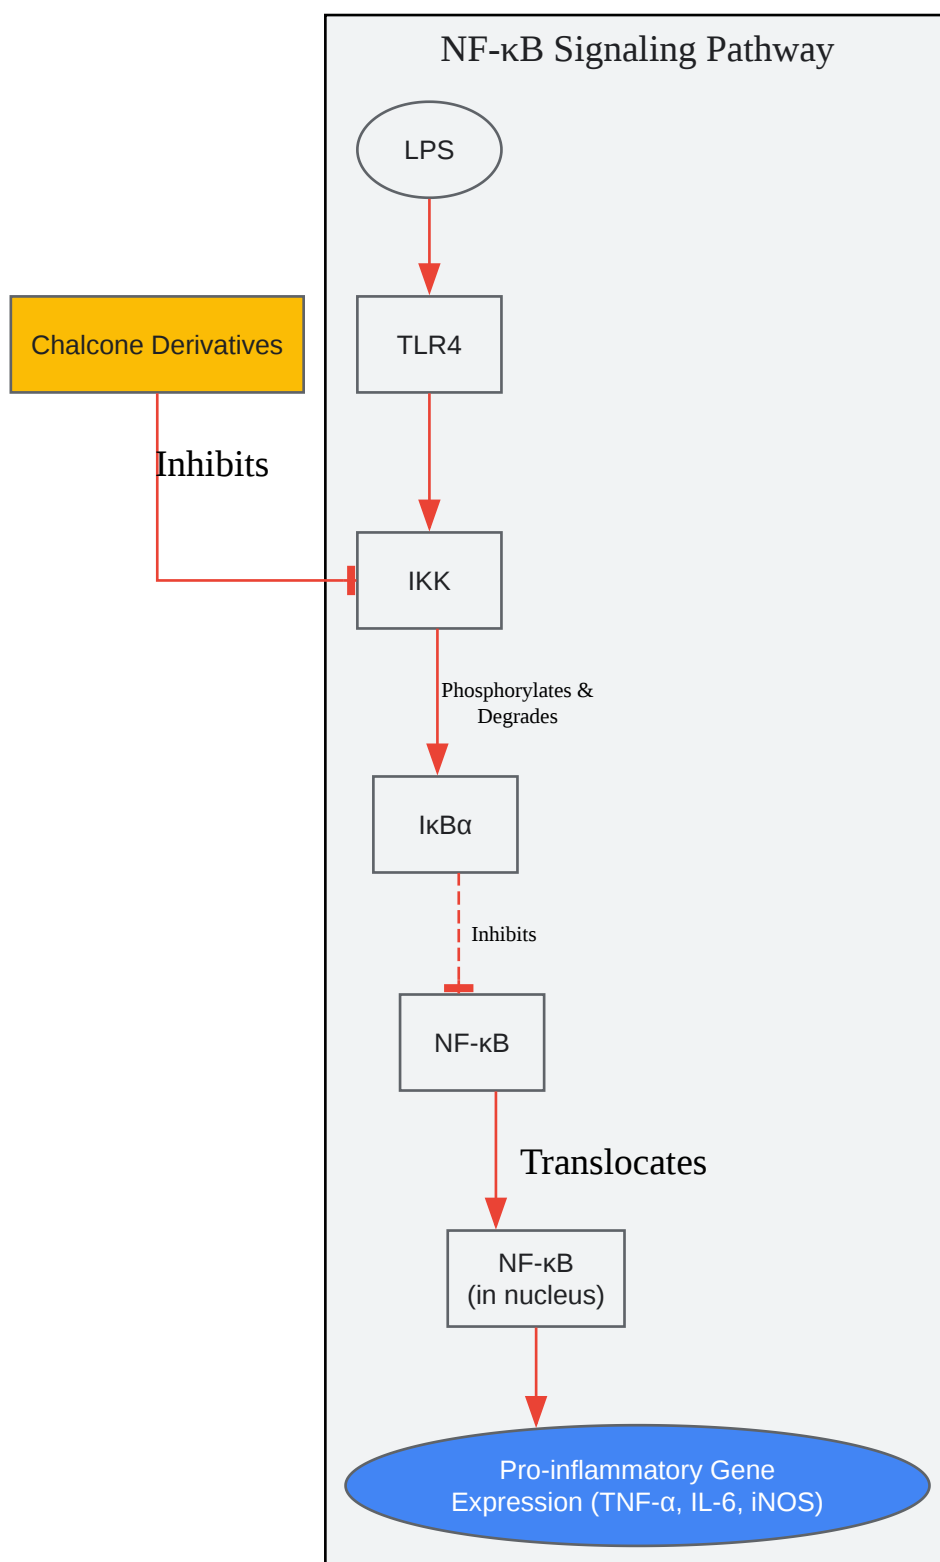 NF-κB Signaling Pathway
LPS
Chalcone Derivatives
TLR4
Inhibits
IKK
Phosphorylates &
Degrades
IκBα
Inhibits
NF-κB
Translocates
NF-κB
(in nucleus)
Pro-inflammatory Gene
Expression (TNF-α, IL-6, iNOS)